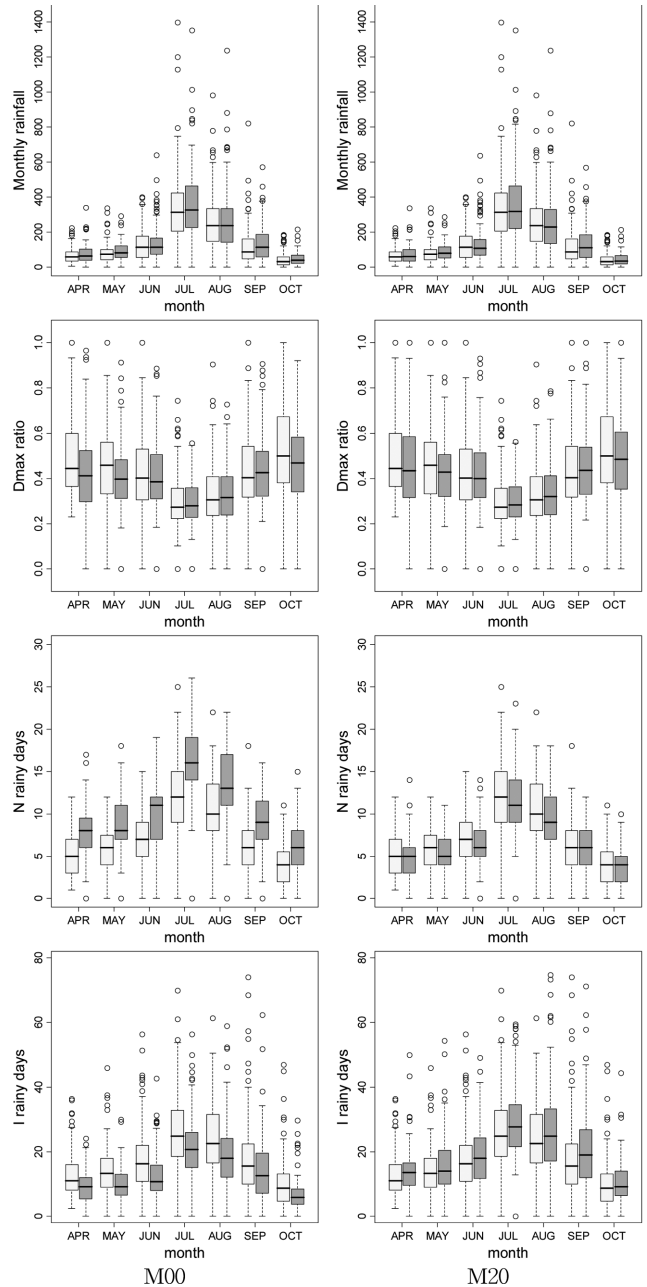 Monthly rainfall
0 200 400 600 800 1000 1200 1400
APR MAY JUN JUL AUG SEP OCT
month
Monthly rainfall
0 200 400 600 800 1000 1200 1400
APR MAY JUN JUL AUG SEP OCT
month
Dmax ratio
0.0 0.2 0.4 0.6 0.8 1.0
APR MAY JUN JUL AUG SEP OCT
month
Dmax ratio
0.0 0.2 0.4 0.6 0.8 1.0
APR MAY JUN JUL AUG SEP OCT
month
N rainy days
0 5 10 15 20 25 30
APR MAY JUN JUL AUG SEP OCT
month
N rainy days
0 5 10 15 20 25 30
APR MAY JUN JUL AUG SEP OCT
month
I rainy days
0 20 40 60 80
APR MAY JUN JUL AUG SEP OCT
month
I rainy days
0 20 40 60 80
APR MAY JUN JUL AUG SEP OCT
month
M00
M20